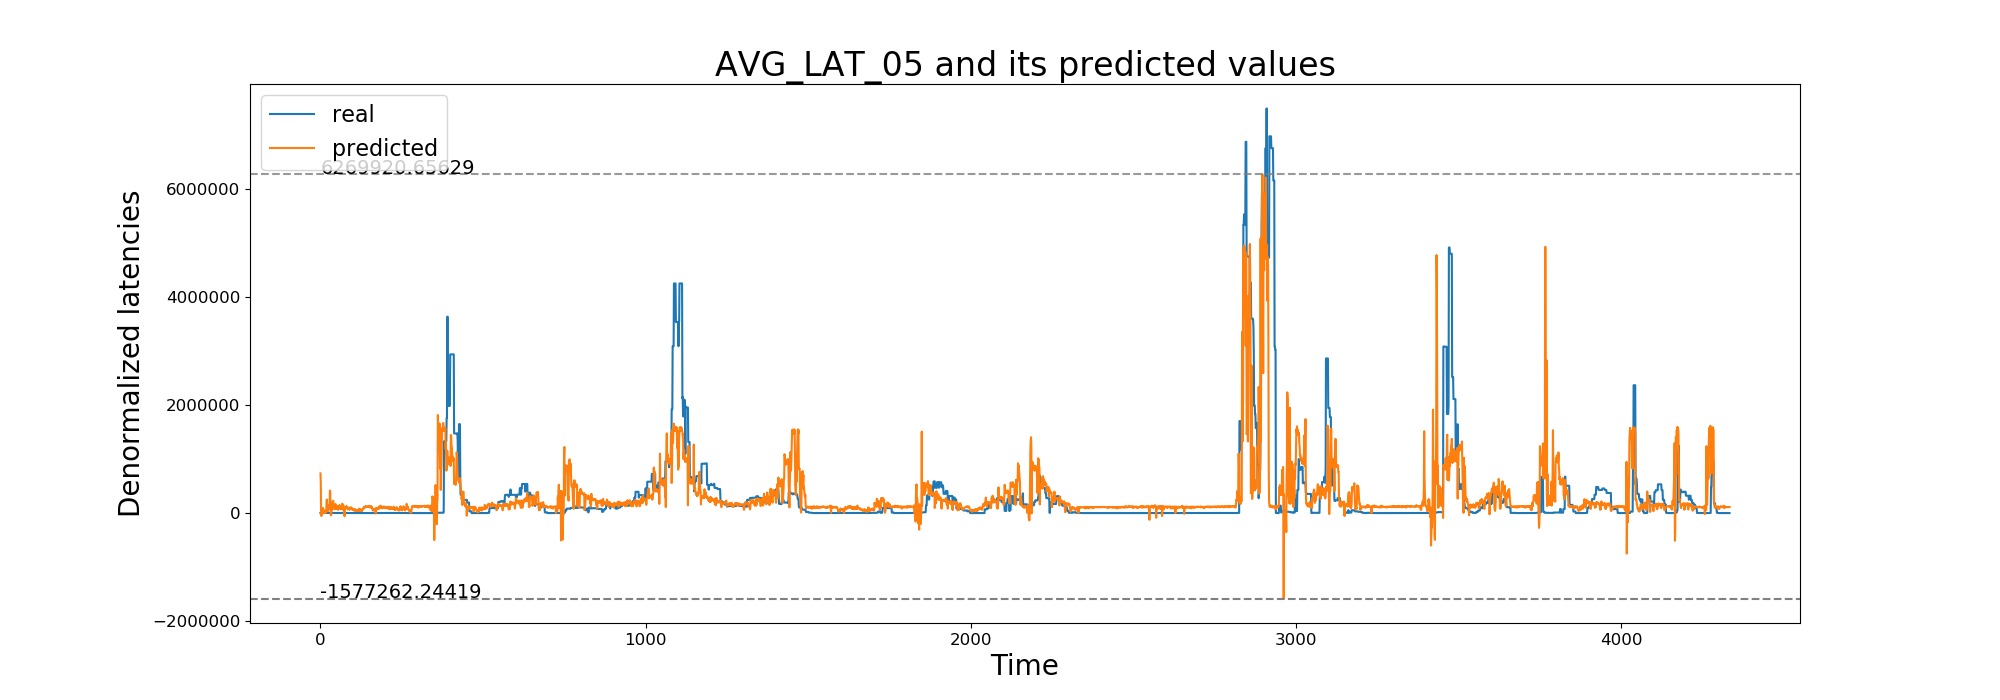 AVG_LAT_05 and its predicted values
real
predicted
6269920.65629
-1577262.24419
Denormalized latencies
6000000
4000000
2000000
0
−2000000
0 1000 2000 3000 4000
Time